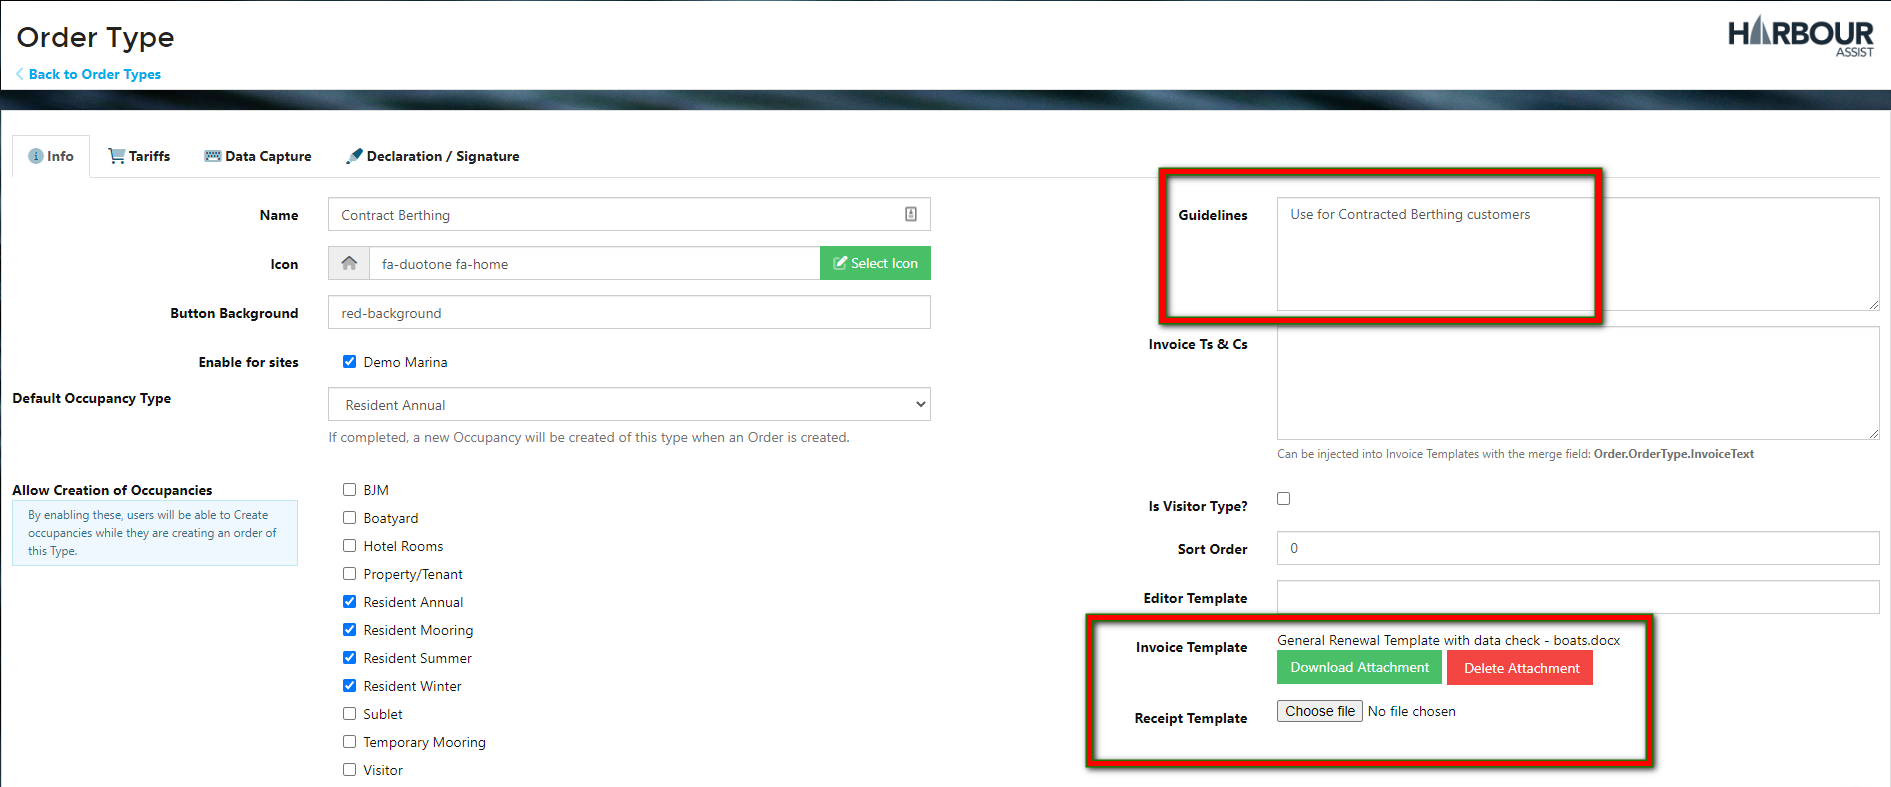 Order Type
HARBOUR
ASSIST
Back to Order Types
Info
Tariffs
Data Capture
Declaration / Signature
Name
Contract Berthing
Icon
fa-duotone fa-home
Select Icon
Button Background
red-background
Enable for sites
Demo Marina
Default Occupancy Type
Resident Annual
If completed, a new Occupancy will be created of this type when an Order is created.
Allow Creation of Occupancies
By enabling these, users will be able to Create
occupancies while they are creating an order of
this Type.
BJM
Boatyard
Hotel Rooms
Property/Tenant
Resident Annual
Resident Mooring
Resident Summer
Resident Winter
Sublet
Temporary Mooring
Visitor
Guidelines
Use for Contracted Berthing customers
Invoice Ts & Cs
Can be injected into Invoice Templates with the merge field: Order.OrderType.InvoiceText
Is Visitor Type?
Sort Order
0
Editor Template
Invoice Template
General Renewal Template with data check - boats.docx
Download Attachment
Delete Attachment
Receipt Template
Choose file
No file chosen